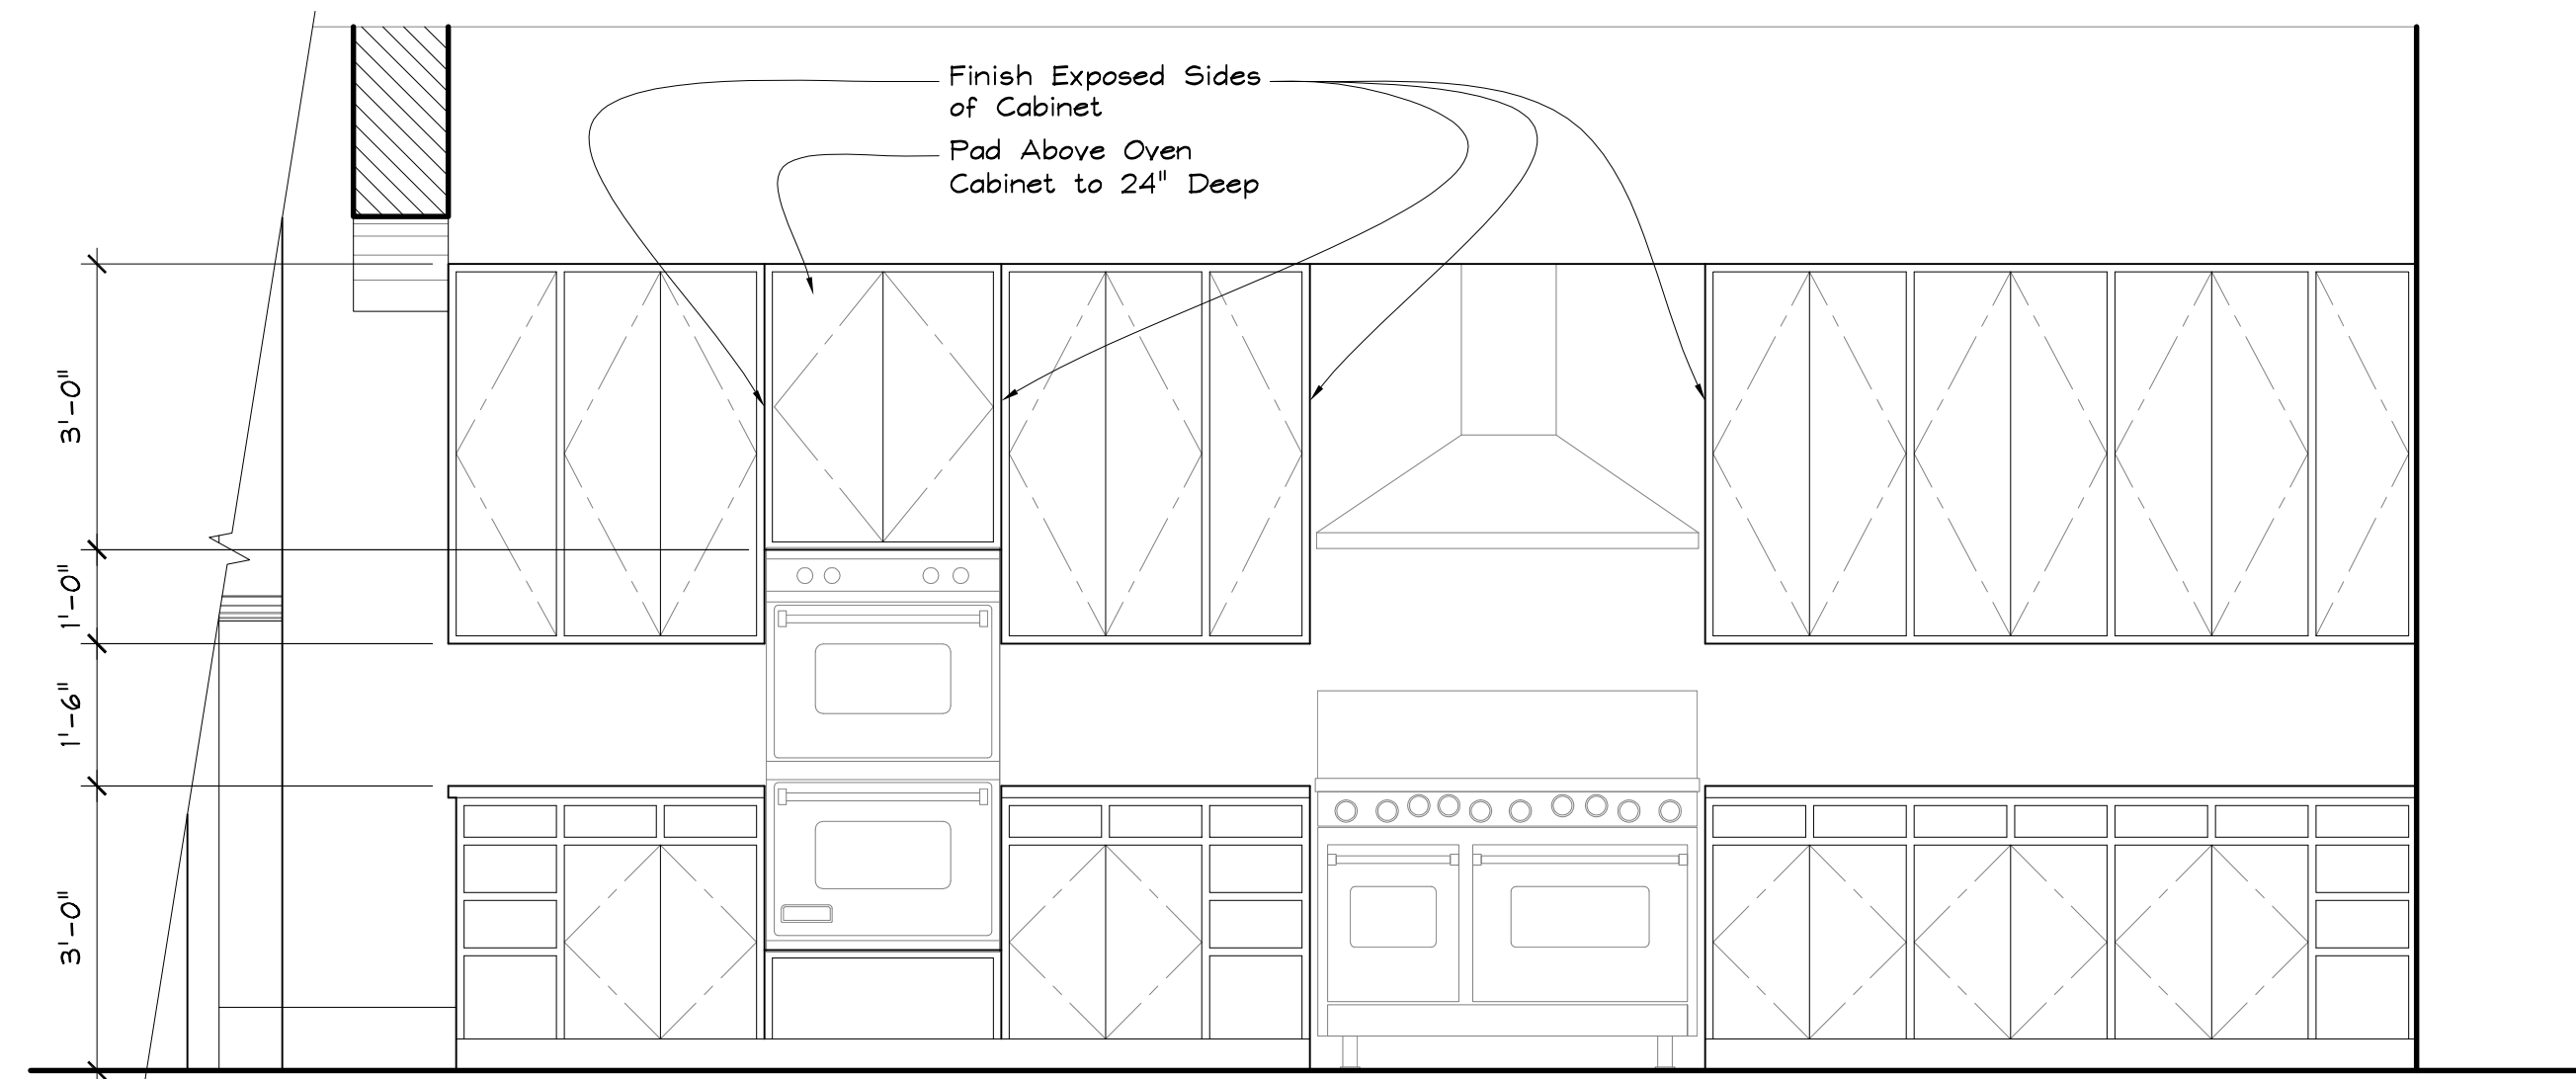 Finish Exposed Sides
of Cabinet
Pad Above Oven
Cabinet to 24" Deep
3'-0"
1'-0"
1'-6"
3'-0"